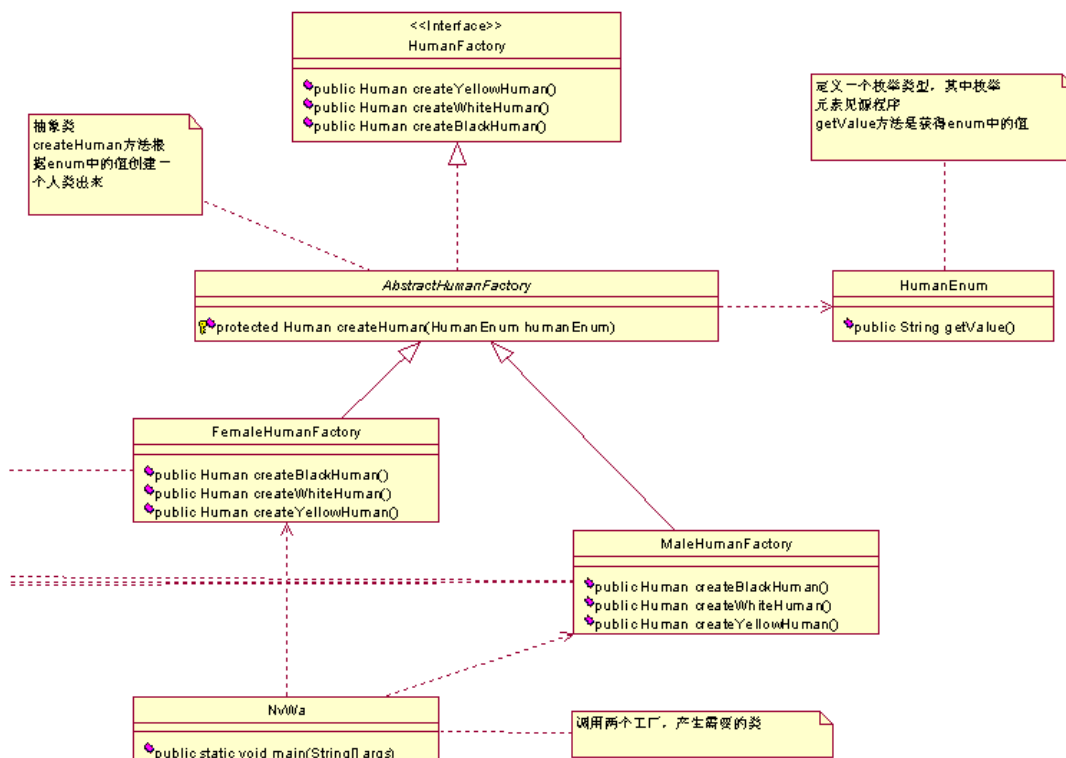 <<Interface>>
HumanFactory
public Human createYellowHuman()
public Human createWhiteHuman()
public Human createBlackHuman()
定义一个枚举类型，其中枚举
元素见源程序
getValue方法是获得enum中的值
抽象类
createHuman方法根
据enum中的值创建一
个人类出来
AbstractHumanFactory
protected Human createHuman(HumanEnum humanEnum)
HumanEnum
public String getValue()
FemaleHumanFactory
public Human createBlackHuman()
public Human createWhiteHuman()
public Human createYellowHuman()
MaleHumanFactory
public Human createBlackHuman()
public Human createWhiteHuman()
public Human createYellowHuman()
NvWa
public static void main(String[] args)
调用两个工厂，产生需要的类